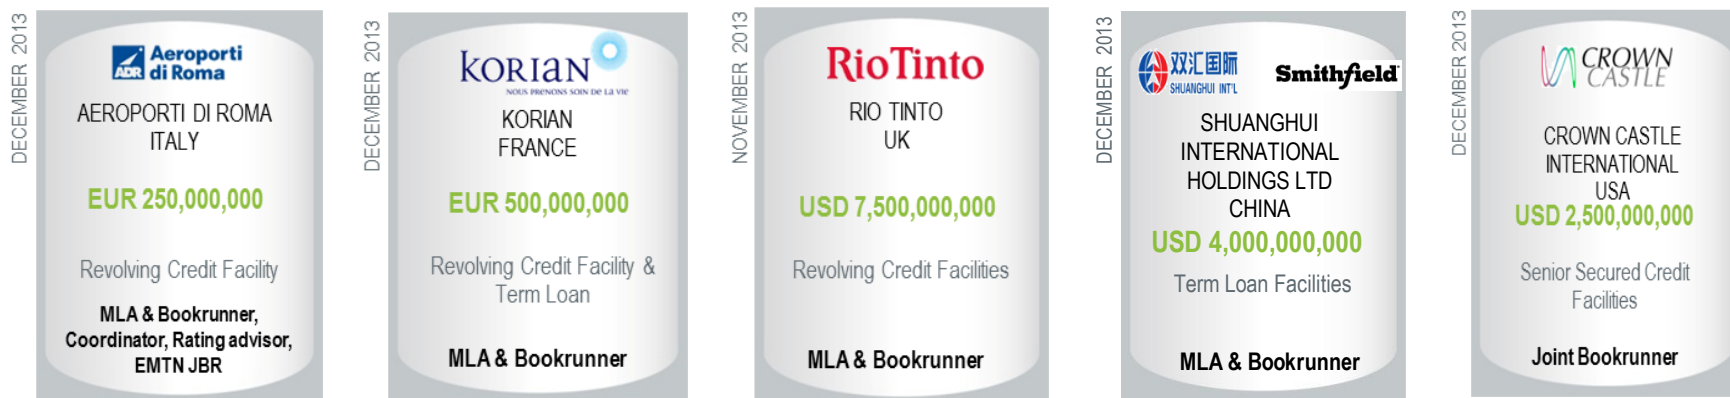 DECEMBER 2013
ADR
Aeroporti
di Roma
AEROPORTI DI ROMA
ITALY
EUR 250,000,000
Revolving Credit Facility
MLA & Bookrunner,
Coordinator, Rating advisor,
EMTN JBR
DECEMBER 2013
KORIAN
NOUS PRENONS SOIN DE LA VIE
KORIAN
FRANCE
EUR 500,000,000
Revolving Credit Facility &
Term Loan
MLA & Bookrunner
NOVEMBER 2013
RioTinto
RIO TINTO
UK
USD 7,500,000,000
Revolving Credit Facilities
MLA & Bookrunner
DECEMBER 2013
双汇国际
SHUANGHUI INT'L
Smithfield
SHUANGHUI
INTERNATIONAL
HOLDINGS LTD
CHINA
USD 4,000,000,000
Term Loan Facilities
MLA & Bookrunner
DECEMBER 2013
CROWN
CASTLE
CROWN CASTLE
INTERNATIONAL
USA
USD 2,500,000,000
Senior Secured Credit
Facilities
Joint Bookrunner